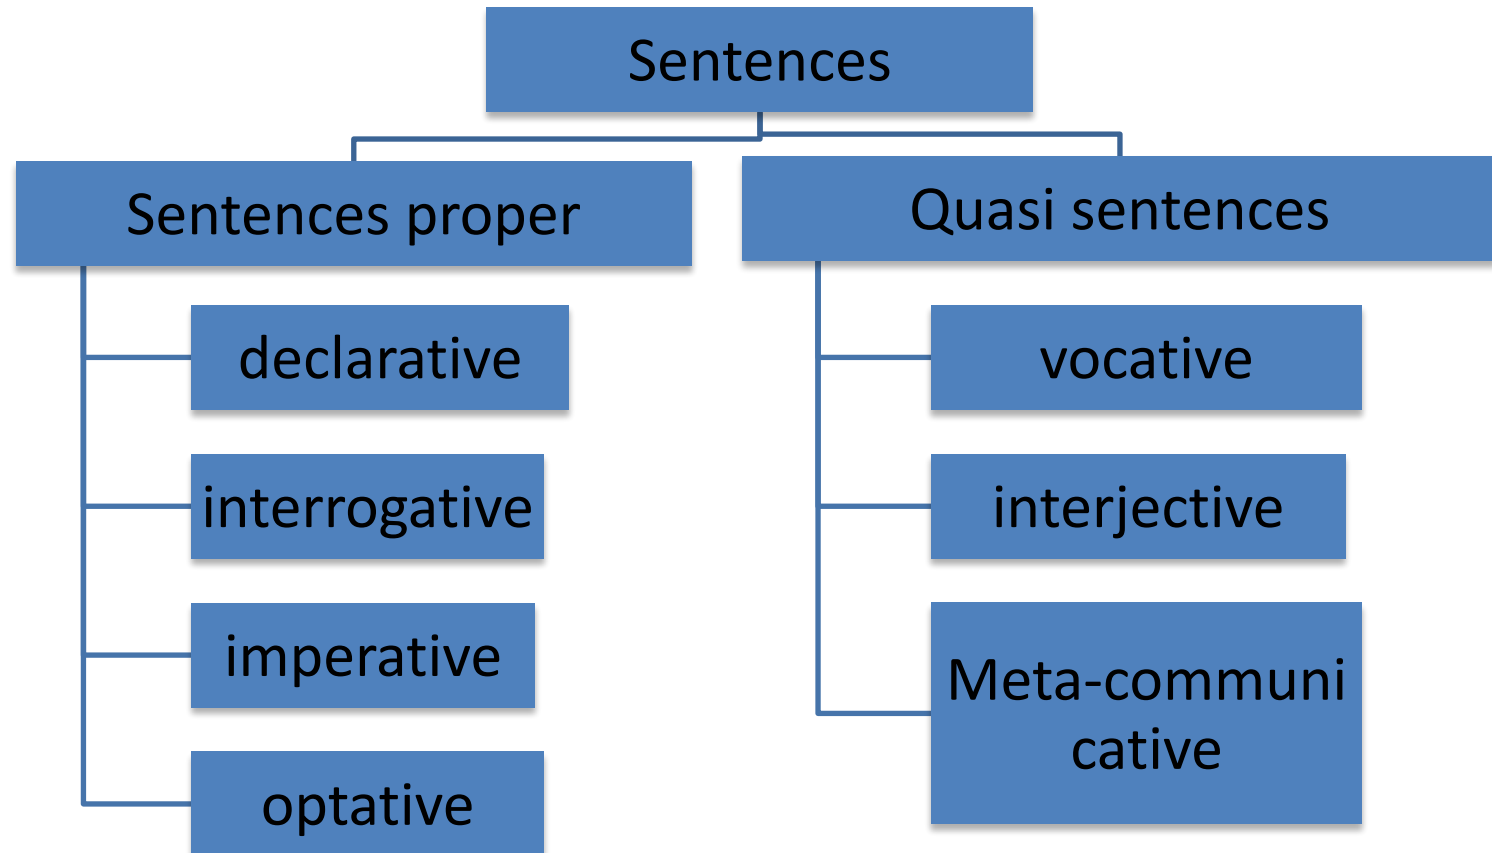 Sentences
Sentences proper
declarative
interrogative
imperative
optative
Quasi sentences
vocative
interjective
Meta-communi
cative